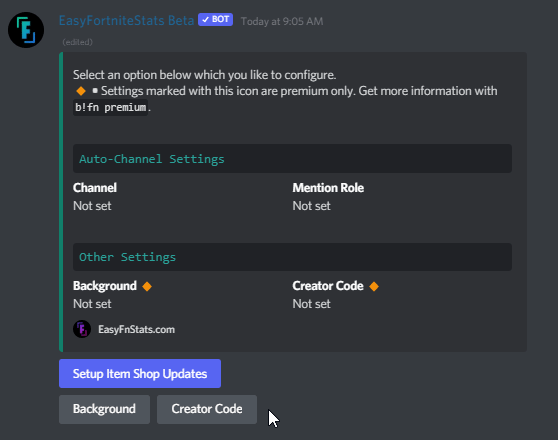 EasyFortniteStats Beta ✓ BOT Today at 9:05 AM
(edited)
Select an option below which you like to configure.
Settings marked with this icon are premium only. Get more information with
b!fn premium.
Auto-Channel Settings
Channel Mention Role
Not set Not set
Other Settings
Background Creator Code
Not set Not set
EasyFnStats.com
Setup Item Shop Updates
Background Creator Code